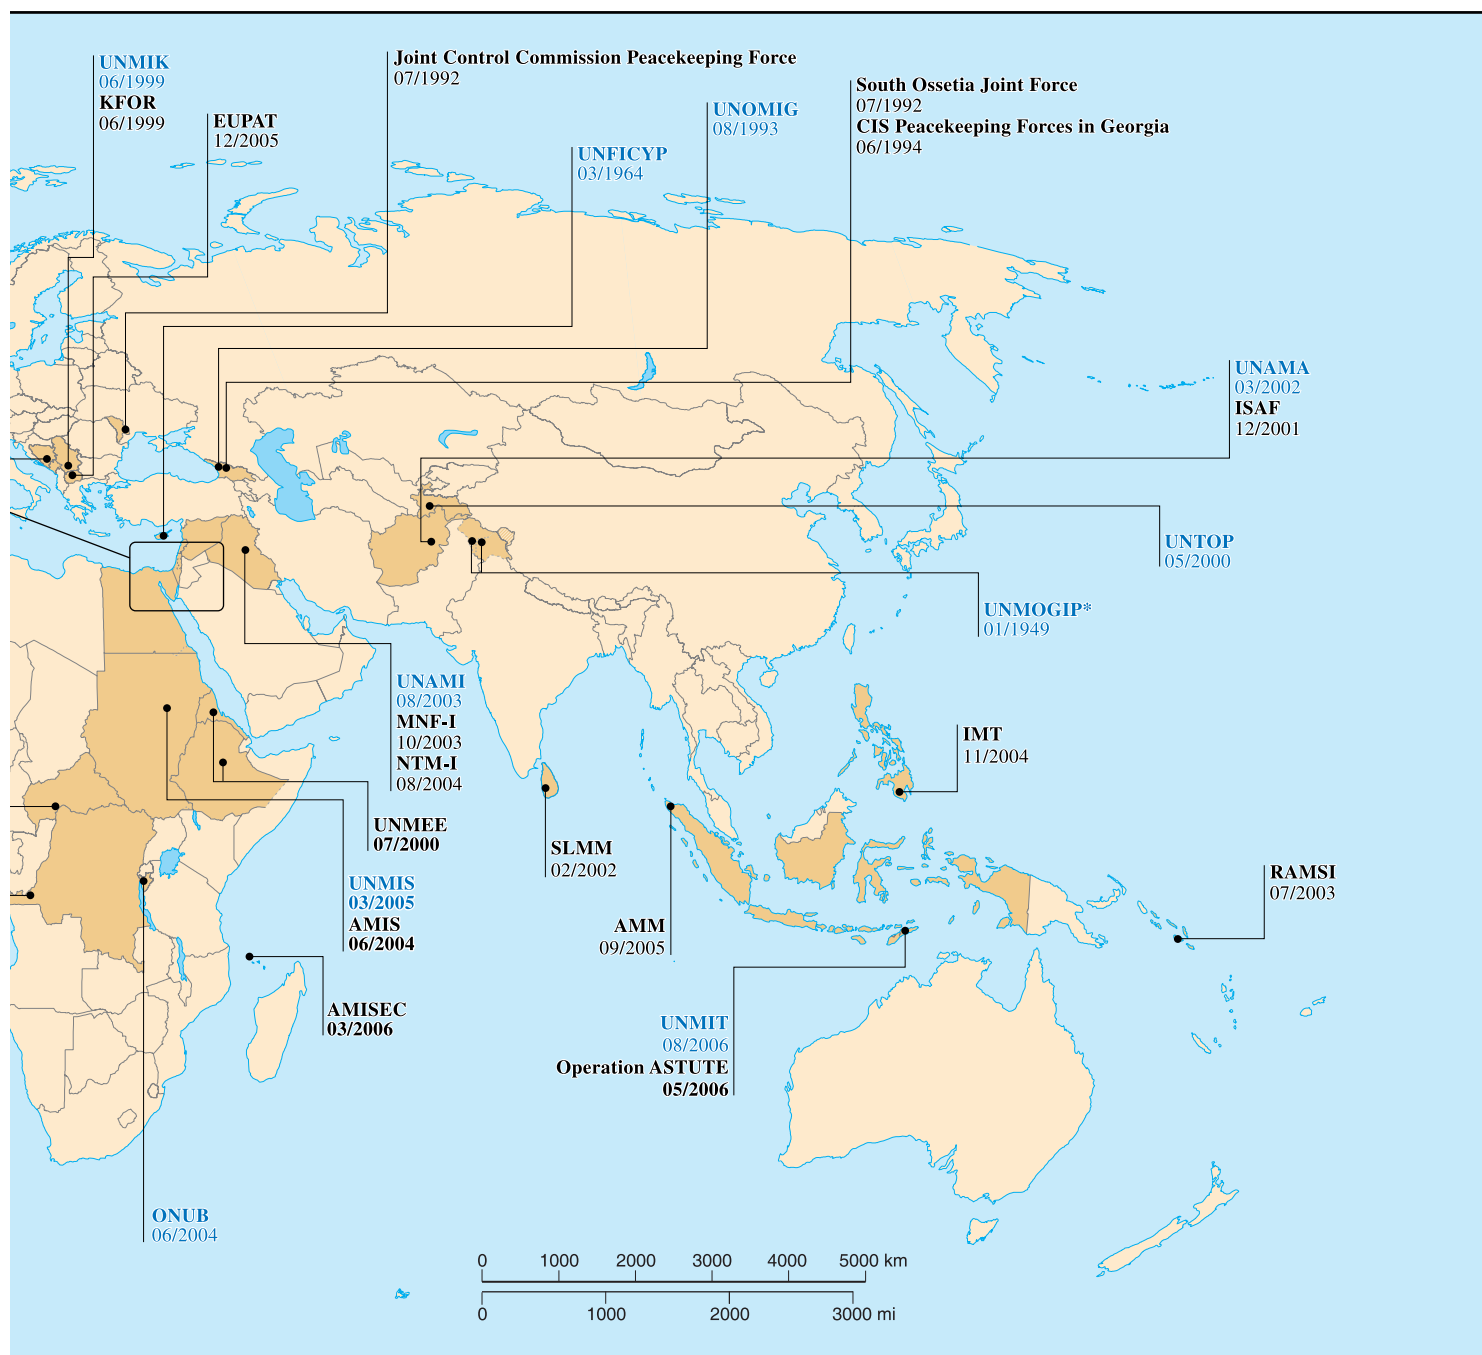 UNMIK
06/1999
KFOR
06/1999
EUPAT
12/2005
Joint Control Commission Peacekeeping Force
07/1992
UNFICYP
03/1964
UNOMIG
08/1993
South Ossetia Joint Force
07/1992
CIS Peacekeeping Forces in Georgia
06/1994
UNAMA
03/2002
ISAF
12/2001
UNTOP
05/2000
UNMOGIP*
01/1949
UNAMI
08/2003
MNF-I
10/2003
NTM-I
08/2004
IMT
11/2004
UNMEE
07/2000
SLMM
02/2002
UNMIS
03/2005
AMIS
06/2004
RAMSI
07/2003
AMM
09/2005
AMISEC
03/2006
UNMIT
08/2006
Operation ASTUTE
05/2006
ONUB
06/2004
0 1000 2000 3000 4000 5000 km
0 1000 2000 3000 mi